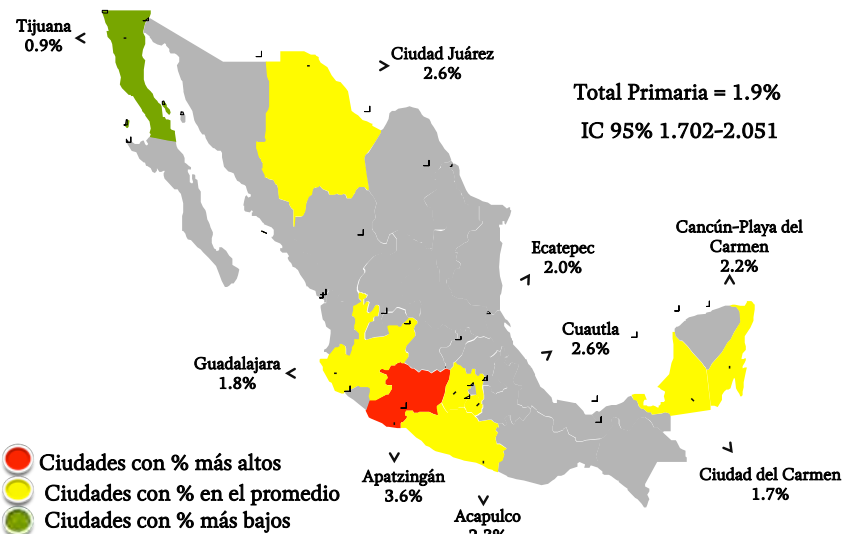 Tijuana
0.9%
Ciudad Juárez
2.6%
Total Primaria = 1.9%
IC 95% 1.702-2.051
Cancún-Playa del
Carmen
2.2%
Ecatepec
2.0%
Cuautla
2.6%
Guadalajara
1.8%
Ciudades con % más altos
Ciudades con % en el promedio
Ciudades con % más bajos
Apatzingán
3.6%
Acapulco
Ciudad del Carmen
1.7%